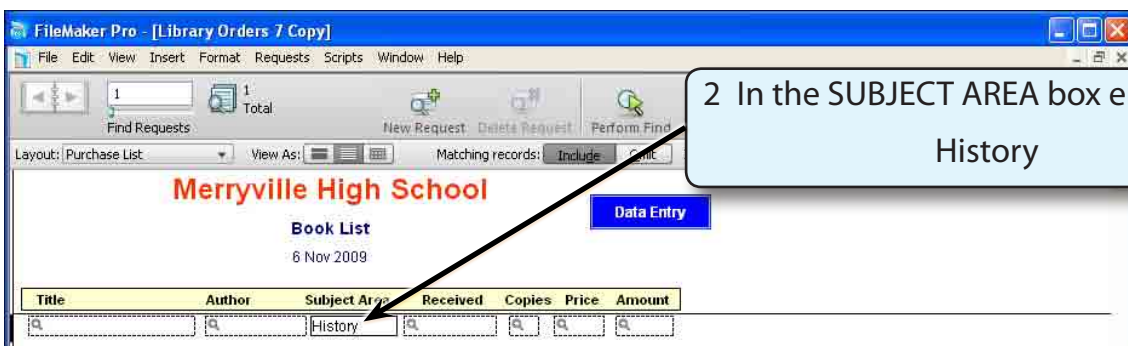 FileMaker Pro - [Library Orders 7 Copy]
File Edit View Insert Format Requests Scripts Window Help
1
Find Requests
1
Total
New Request
Delete Request
Perform Find
2 In the SUBJECT AREA box e
History
Layout: Purchase List
View As:
Matching records: Include Omit
Merryville High School
Data Entry
Book List
6 Nov 2009
Title Author Subject Area Received Copies Price Amount
History